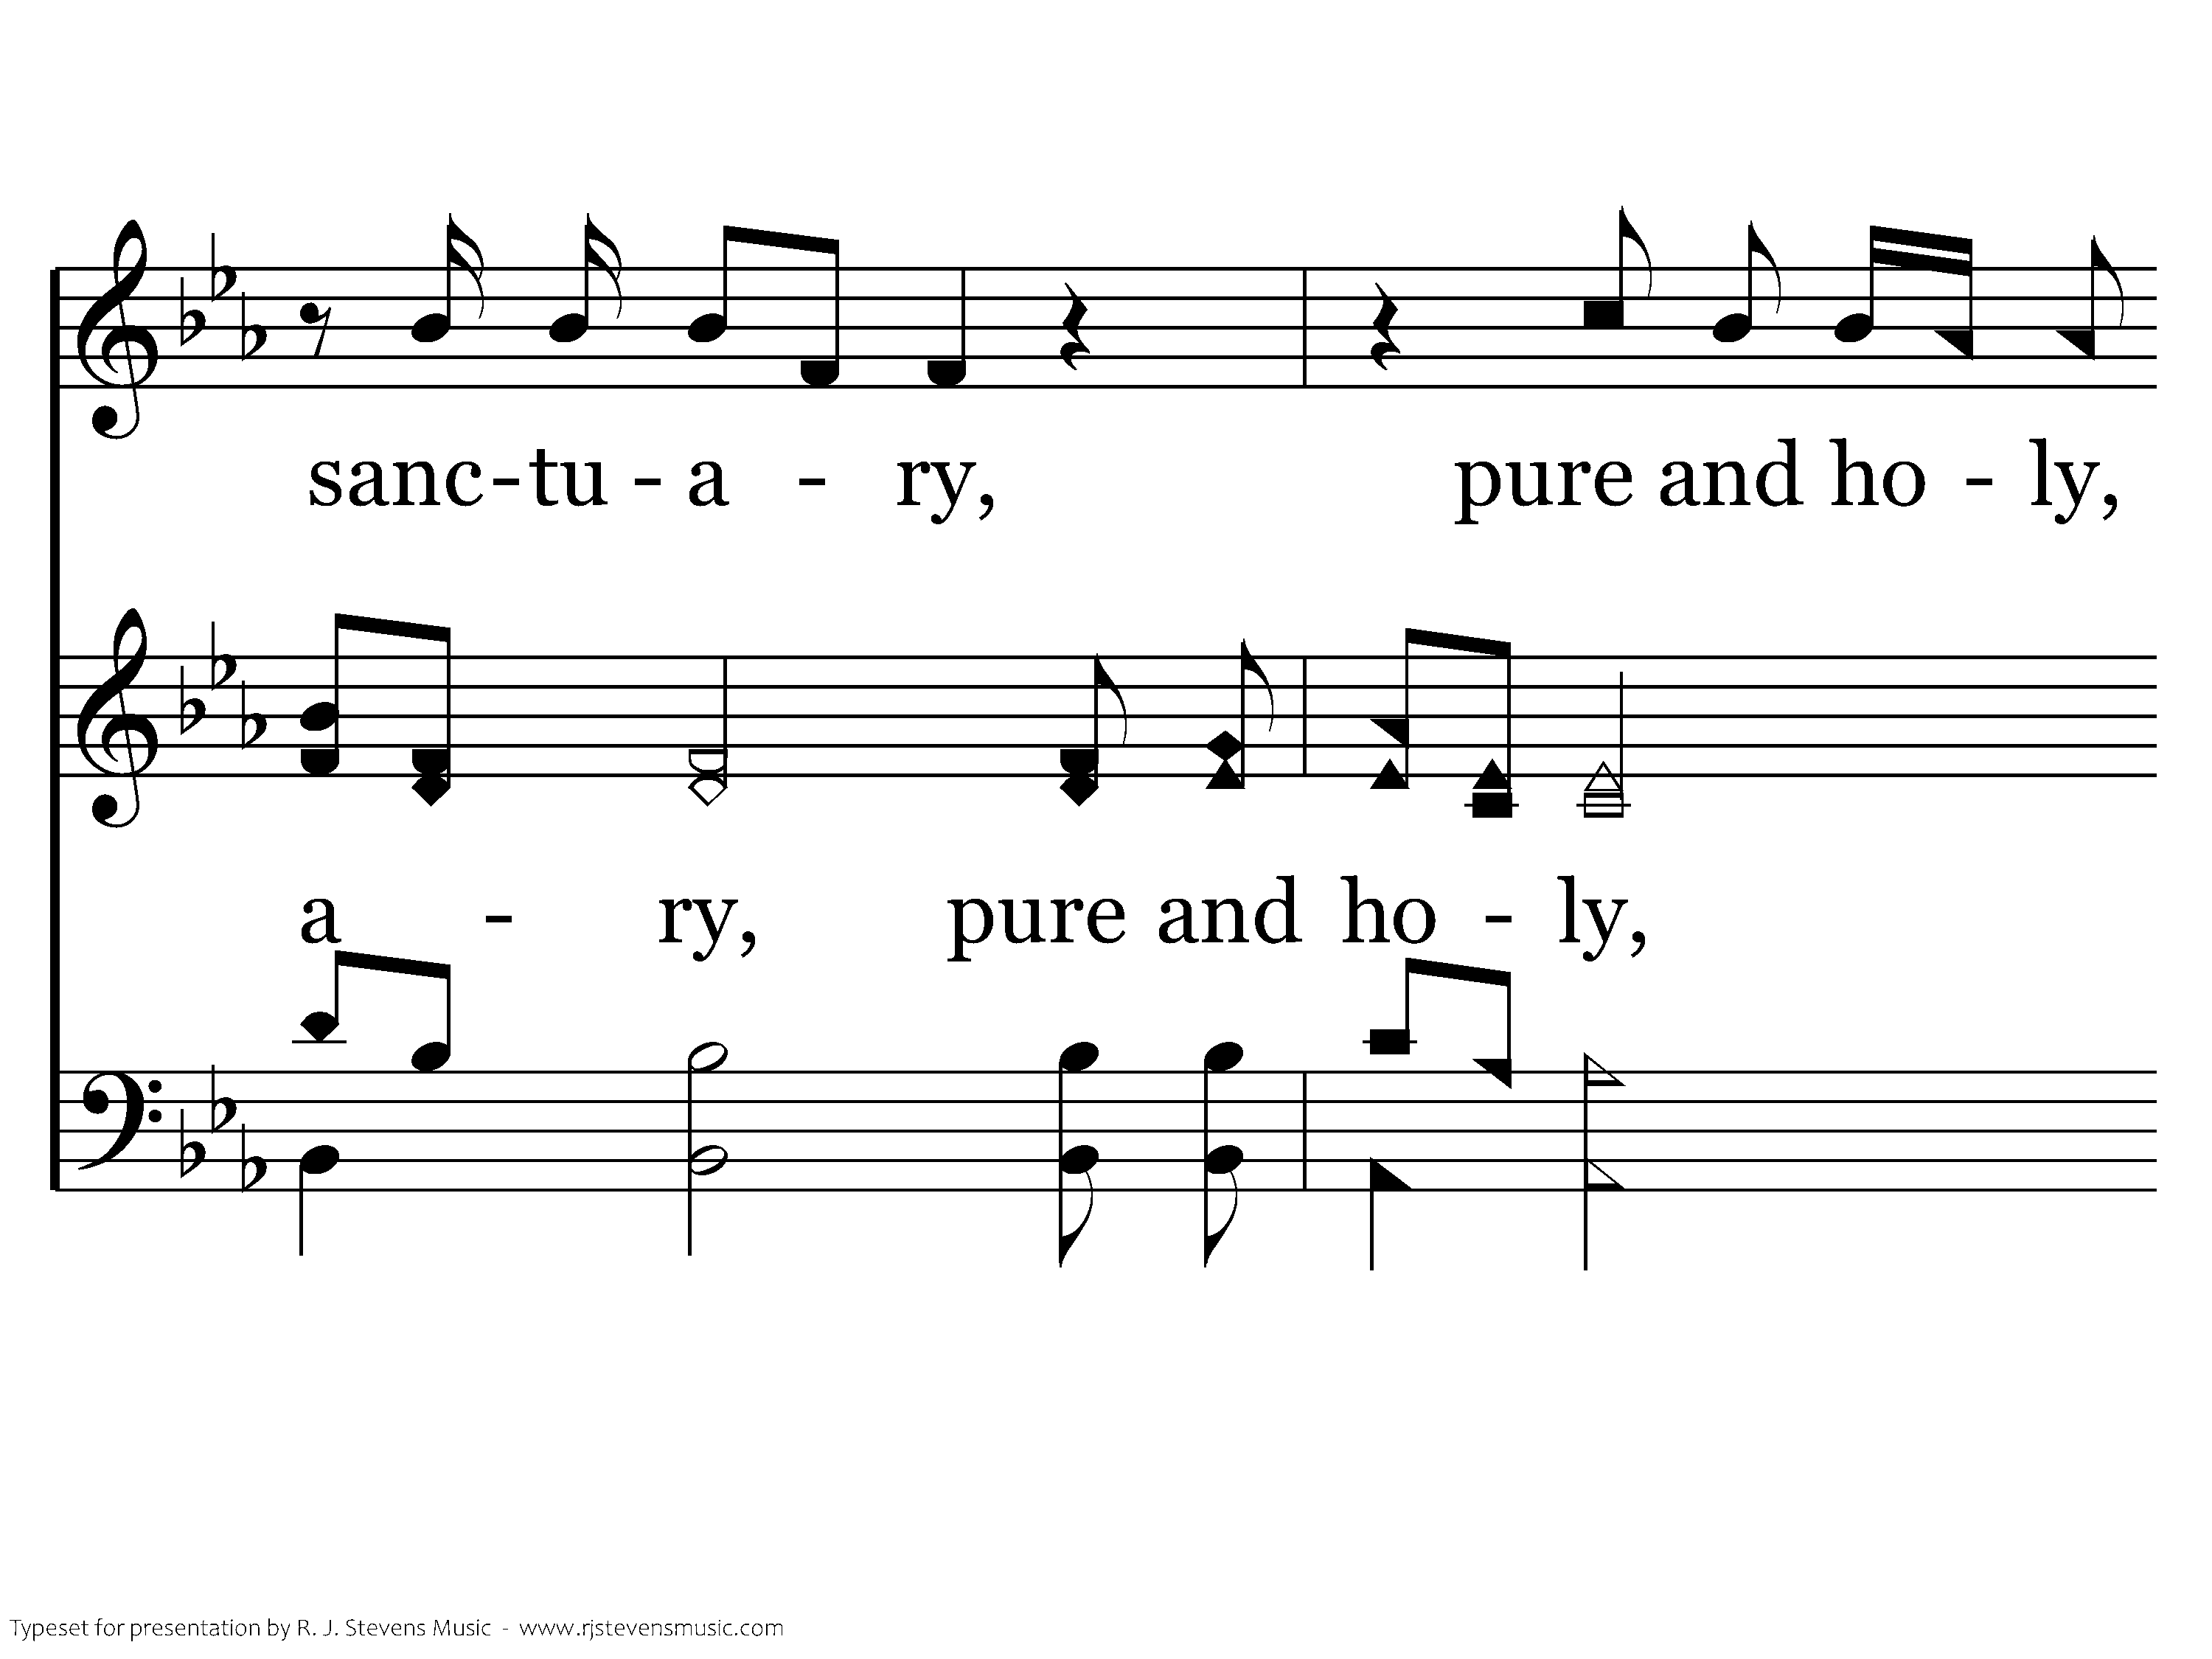 sanc-tu - a - ry, pure and ho - ly,
a - ry, pure and ho - ly,
Typeset for presentation by R. J. Stevens Music - www.rjstevensmusic.com